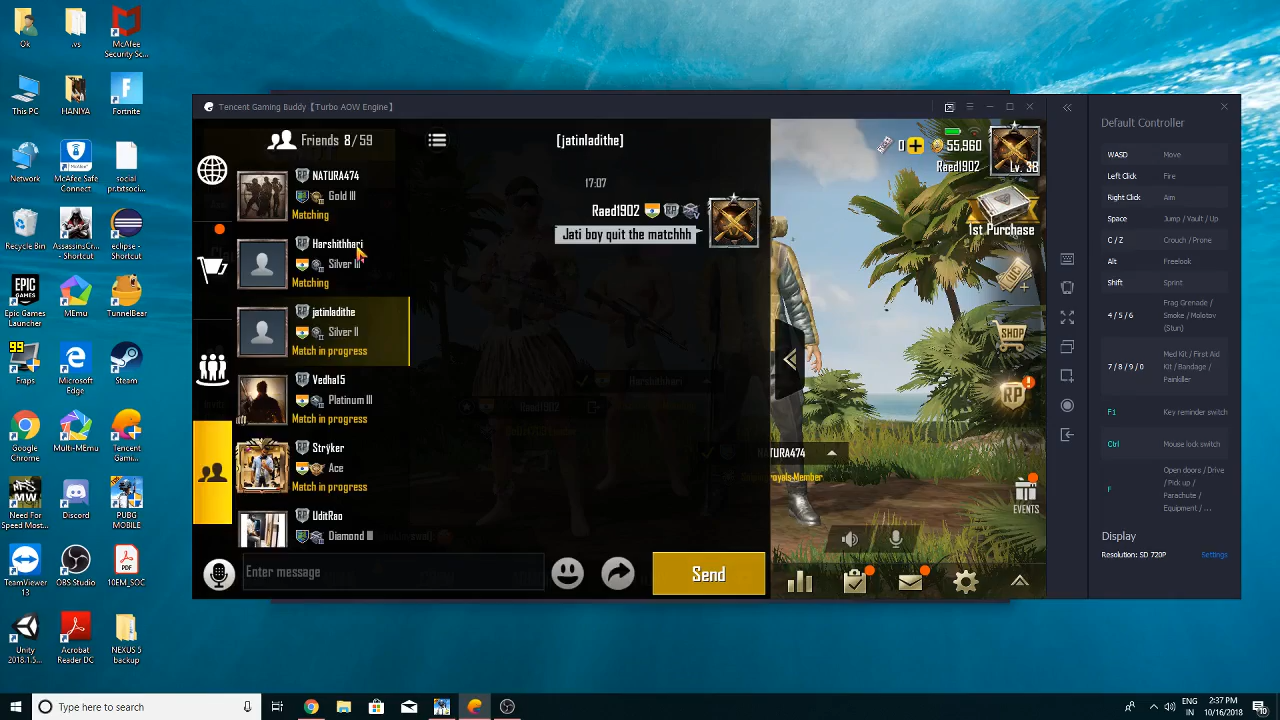 Ok
.vs
McAfee
Security Sc...
This PC
HANIYA
Fortnite
Network
McAfee Safe
Connect
social
pr.txtsoci...
Recycle Bin
AssassinsCr...
- Shortcut
eclipse -
Shortcut
Epic Games
Launcher
MEmu
TunnelBear
99
Fraps
Microsoft
Edge
Steam
Google
Chrome
Multi-MEmu
Tencent
Gami...
Need For
Speed Most...
Discord
PUBG
MOBILE
TeamViewer
13
OBS Studio
10EM_SOC
Unity
2018.1.5...
Acrobat
Reader DC
NEXUS 5
backup
Tencent Gaming Buddy【Turbo AOW Engine】
Friends 8/59
NATURA474
Gold III
Matching
Harshithhari
Silver III
Matching
jatinladithe
Silver II
Match in progress
Vedha15
Platinum III
Match in progress
Strÿker
Ace
Match in progress
UditRao
Diamond II
[jatinladithe]
17:07
Raed1902
Jati boy quit the matchhh
Harshithhari
Raed1902
Enter message
Send
0
55,960
Raed1902
Lv. 38
1st Purchase
UC
SHOP
RP
NATURA474
EVENTS
Default Controller
WASD Move
Left Click Fire
Right Click Aim
Space Jump / Vault / Up
C / Z Crouch / Prone
Alt Freelook
Shift Sprint
4 / 5 / 6 Frag Grenade /
Smoke / Molotov
(Stun)
7 / 8 / 9 / 0 Med Kit / First Aid
Kit / Bandage /
Painkiller
F1 Key reminder switch
Ctrl Mouse lock switch
F Open doors / Drive
/ Pick up /
Parachute /
Equipment / ...
Display
Resolution: SD 720P Settings
Type here to search
ENG
IN
2:37 PM
10/16/2018
10